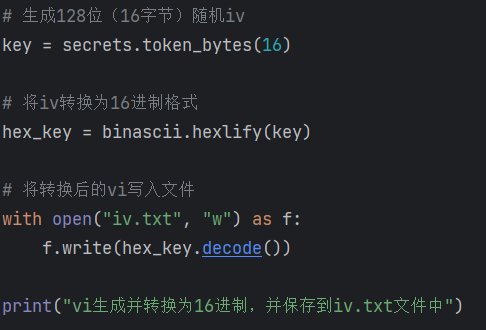 # 生成128位（16字节）随机iv
key = secrets.token_bytes(16)
# 将iv转换为16进制格式
hex_key = binascii.hexlify(key)
# 将转换后的vi写入文件
with open("iv.txt", "w") as f:
    f.write(hex_key.decode())
print("vi生成并转换为16进制，并保存到iv.txt文件中")